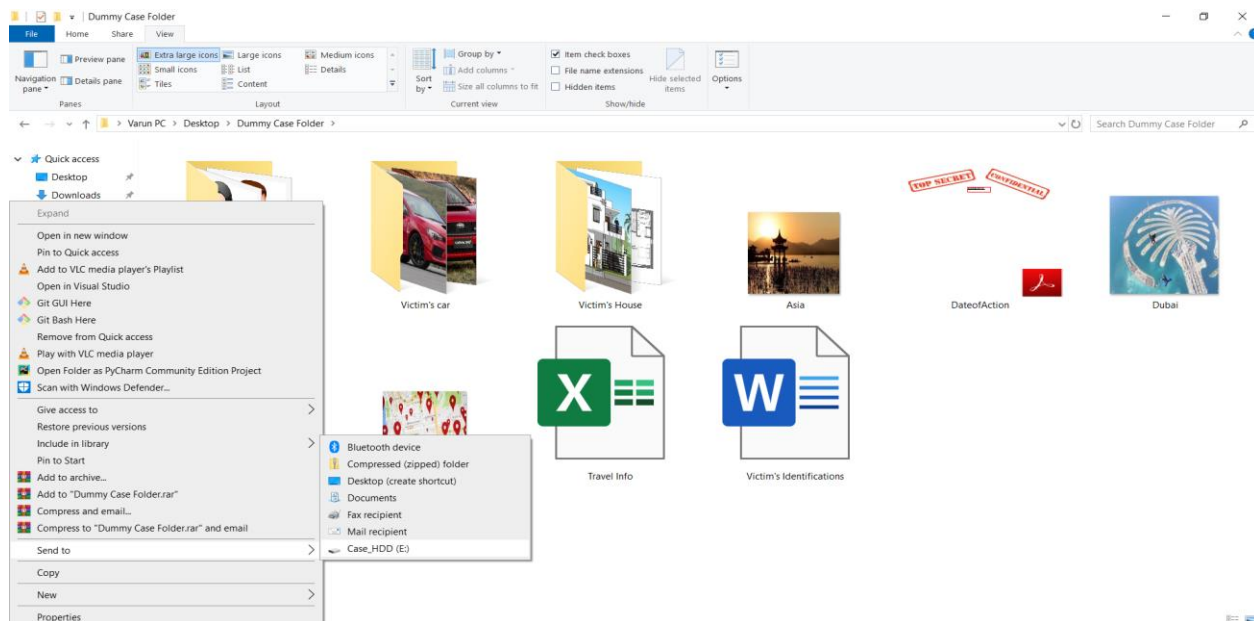 Dummy Case Folder
File Home Share View
Preview pane
Navigation pane
Details pane
Extra large icons Large icons Medium icons
Small icons List Details
Tiles Content
Sort by
Group by
Add columns
Size all columns to fit
Item check boxes
File name extensions
Hidden items
Hide selected items
Options
Panes Layout Current view Show/hide
Varun PC > Desktop > Dummy Case Folder >
Search Dummy Case Folder
Quick access
Desktop
Downloads
Expand
Open in new window
Pin to Quick access
Add to VLC media player's Playlist
Open in Visual Studio
Git GUI Here
Git Bash Here
Remove from Quick access
Play with VLC media player
Open Folder as PyCharm Community Edition Project
Scan with Windows Defender...
Give access to
Restore previous versions
Include in library
Pin to Start
Add to archive...
Add to "Dummy Case Folder.rar"
Compress and email...
Compress to "Dummy Case Folder.rar" and email
Send to
Copy
New
Properties
Bluetooth device
Compressed (zipped) folder
Desktop (create shortcut)
Documents
Fax recipient
Mail recipient
Case_HDD (E:)
TOP SECRET
CONFIDENTIAL
Victim's car
Victim's House
Asia
DateofAction
Dubai
X
W
Travel Info
Victim's Identifications